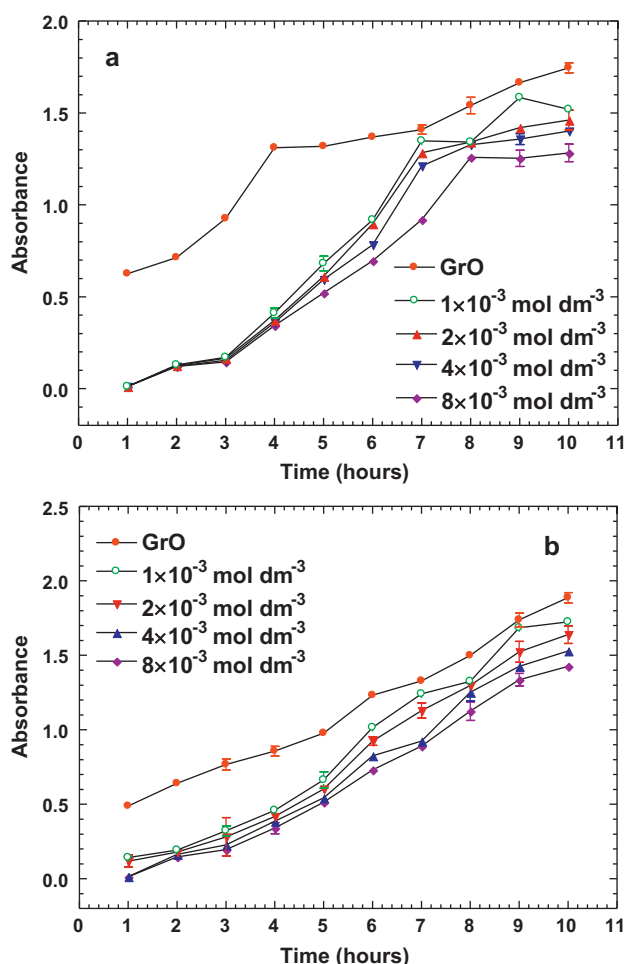 2.0
a
1.5
1.0
0.5
0.0
Absorbance
GrO
1×10⁻³ mol dm⁻³
2×10⁻³ mol dm⁻³
4×10⁻³ mol dm⁻³
8×10⁻³ mol dm⁻³
0 1 2 3 4 5 6 7 8 9 10 11
Time (hours)
2.5
b
2.0
1.5
1.0
0.5
0.0
Absorbance
GrO
1×10⁻³ mol dm⁻³
2×10⁻³ mol dm⁻³
4×10⁻³ mol dm⁻³
8×10⁻³ mol dm⁻³
0 1 2 3 4 5 6 7 8 9 10 11
Time (hours)